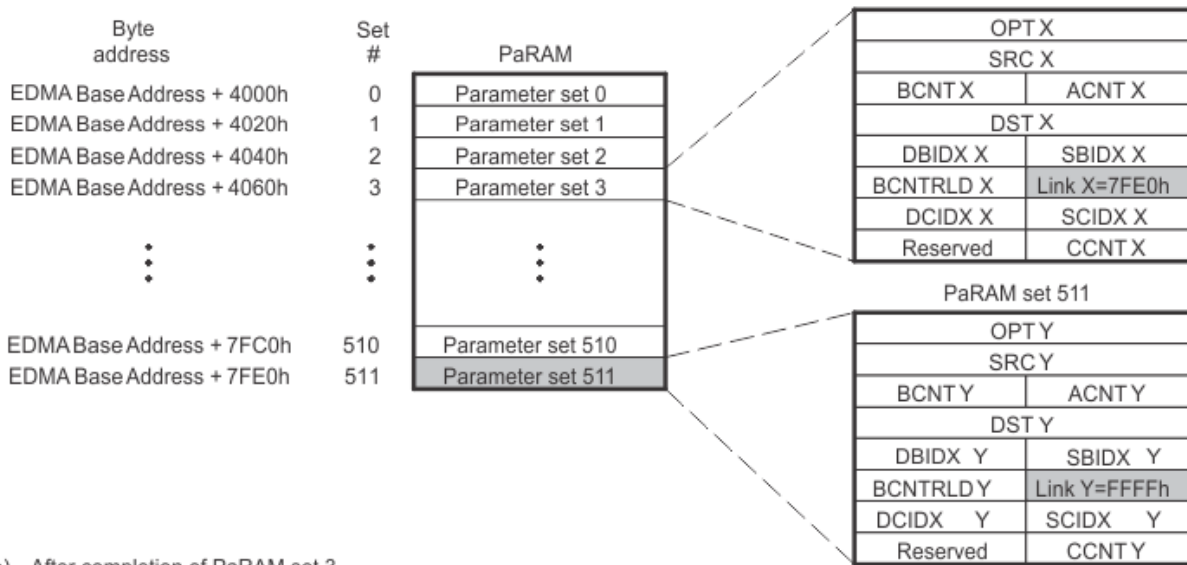 Byte address
Set #
PaRAM
EDMA Base Address + 4000h 0 Parameter set 0
EDMA Base Address + 4020h 1 Parameter set 1
EDMA Base Address + 4040h 2 Parameter set 2
EDMA Base Address + 4060h 3 Parameter set 3
EDMA Base Address + 7FC0h 510 Parameter set 510
EDMA Base Address + 7FE0h 511 Parameter set 511
OPT X
SRC X
BCNT X ACNT X
DST X
DBIDX X SBIDX X
BCNTRLD X Link X=7FE0h
DCIDX X SCIDX X
Reserved CCNT X
PaRAM set 511
OPT Y
SRC Y
BCNT Y ACNT Y
DST Y
DBIDX Y SBIDX Y
BCNTRLD Y Link Y=FFFFh
DCIDX Y SCIDX Y
Reserved CCNT Y
After completion of PaRAM set 3